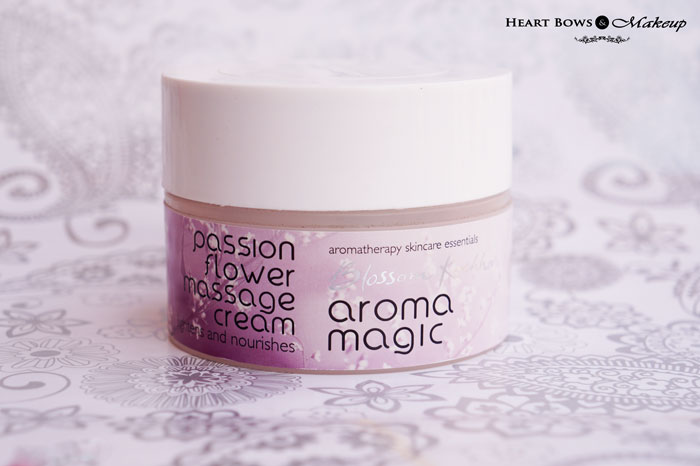 HEART BOWS & Makeup
passion
flower
massage
cream
and nourishes
aromatherapy skincare essentials
Blossom Kochhar
aroma
magic